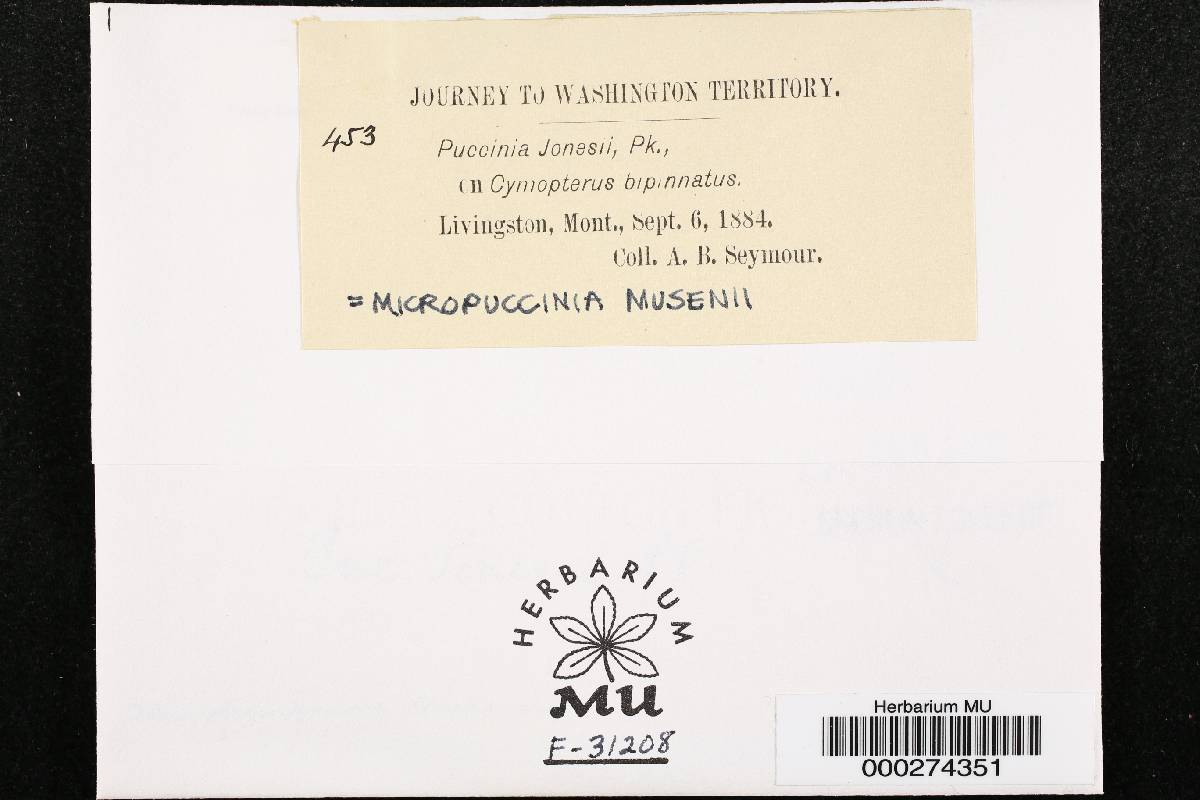 JOURNEY TO WASHINGTON TERRITORY.
453
Puccinia Jonesii, Pk.,
on Cymopterus bipinnatus.
Livingston, Mont., Sept. 6, 1884.
Coll. A. B. Seymour.
= MICROPUCCINIA MUSENII
HERBARIUM
MU
F-31208
Herbarium MU
000274351